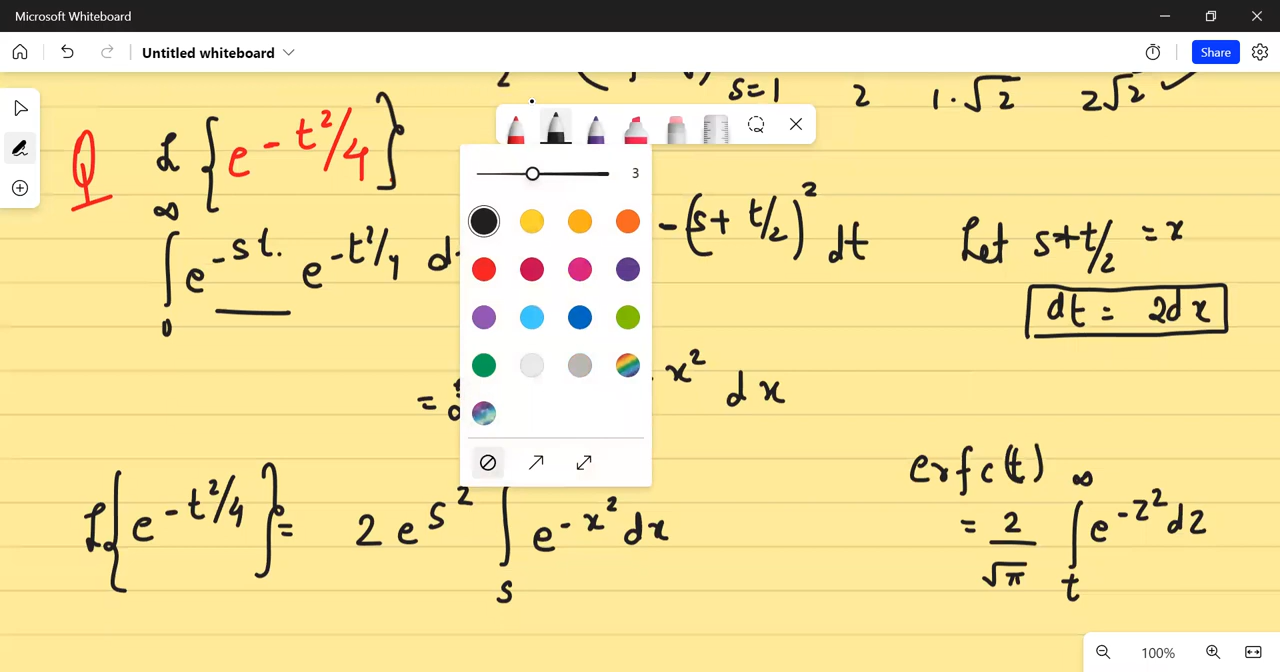 Microsoft Whiteboard
Untitled whiteboard
Share
s=1 2 1·√2 2√2
Q ℒ{e^-t²/4}
∫₀^∞ e^-st. e^-t²/4 d
-(s+t/2)² dt
Let s+t/2 = x
dt = 2dx
3
=
x² dx
ℒ{e^-t²/4} = 2e^s² ∫ₛ e^-x² dx
erfc(t)
= 2/√π ∫ₜ^∞ e^-z² dz
100%